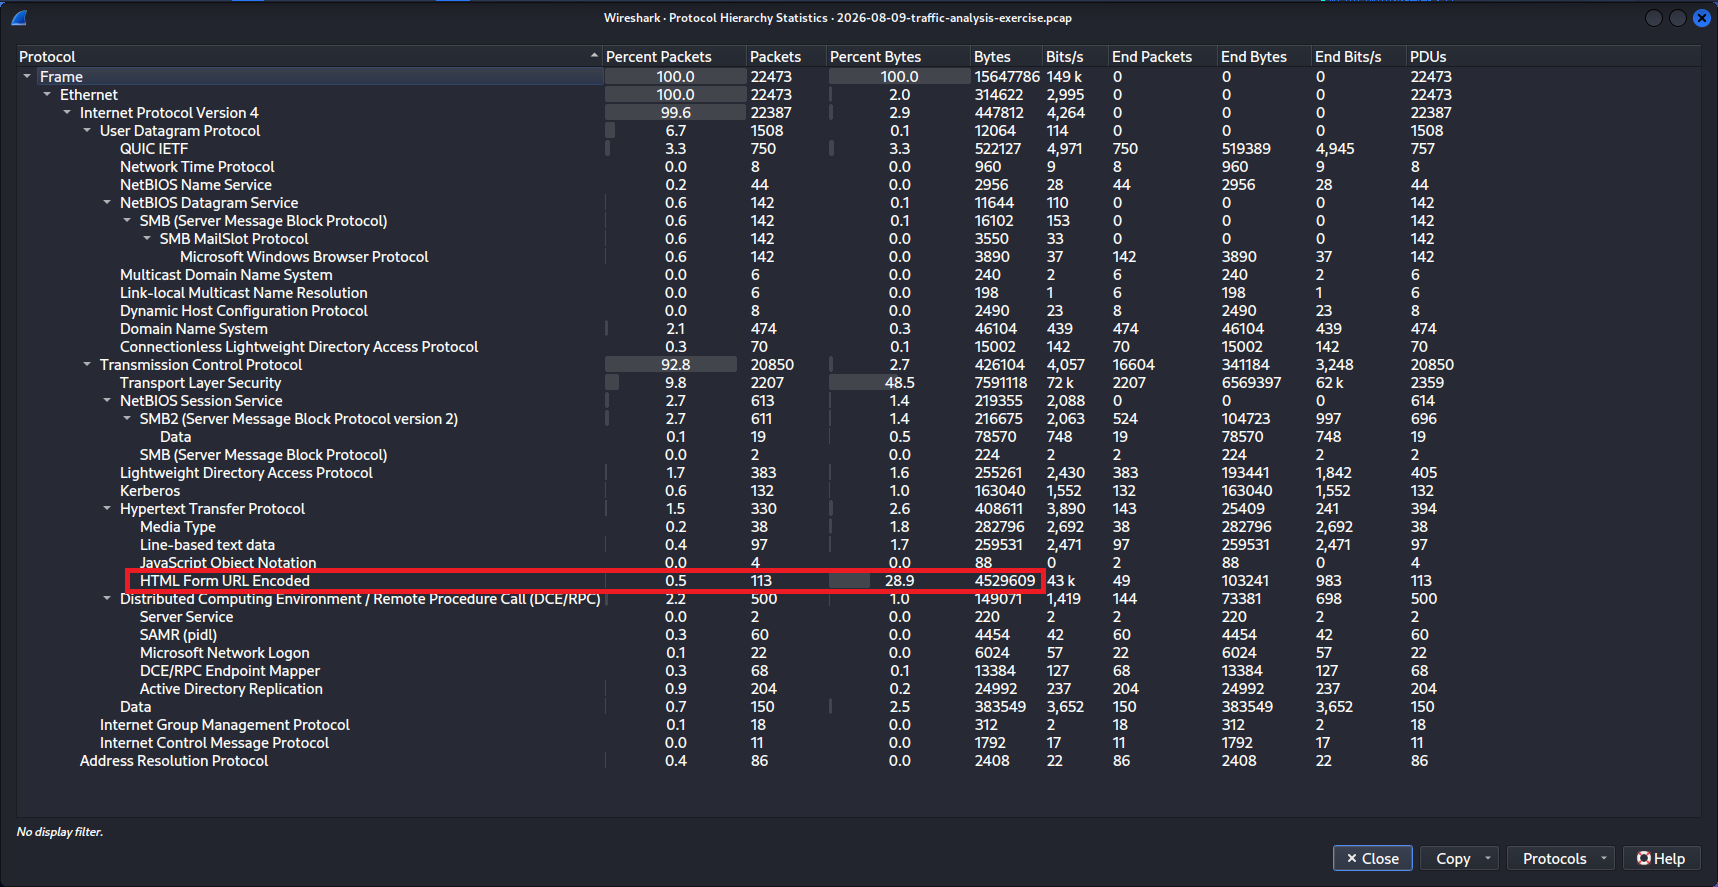 Wireshark · Protocol Hierarchy Statistics · 2026-08-09-traffic-analysis-exercise.pcap
Protocol Percent Packets Packets Percent Bytes Bytes Bits/s End Packets End Bytes End Bits/s PDUs
Frame 100.0 22473 100.0 15647786 149 k 0 0 0 22473
Ethernet 100.0 22473 2.0 314622 2,995 0 0 0 22473
Internet Protocol Version 4 99.6 22387 2.9 447812 4,264 0 0 0 22387
User Datagram Protocol 6.7 1508 0.1 12064 114 0 0 0 1508
QUIC IETF 3.3 750 3.3 522127 4,971 750 519389 4,945 757
Network Time Protocol 0.0 8 0.0 960 9 8 960 9 8
NetBIOS Name Service 0.2 44 0.0 2956 28 44 2956 28 44
NetBIOS Datagram Service 0.6 142 0.1 11644 110 0 0 0 142
SMB (Server Message Block Protocol) 0.6 142 0.1 16102 153 0 0 0 142
SMB MailSlot Protocol 0.6 142 0.0 3550 33 0 0 0 142
Microsoft Windows Browser Protocol 0.6 142 0.0 3890 37 142 3890 37 142
Multicast Domain Name System 0.0 6 0.0 240 2 6 240 2 6
Link-local Multicast Name Resolution 0.0 6 0.0 198 1 6 198 1 6
Dynamic Host Configuration Protocol 0.0 8 0.0 2490 23 8 2490 23 8
Domain Name System 2.1 474 0.3 46104 439 474 46104 439 474
Connectionless Lightweight Directory Access Protocol 0.3 70 0.1 15002 142 70 15002 142 70
Transmission Control Protocol 92.8 20850 2.7 426104 4,057 16604 341184 3,248 20850
Transport Layer Security 9.8 2207 48.5 7591118 72 k 2207 6569397 62 k 2359
NetBIOS Session Service 2.7 613 1.4 219355 2,088 0 0 0 614
SMB2 (Server Message Block Protocol version 2) 2.7 611 1.4 216675 2,063 524 104723 997 696
Data 0.1 19 0.5 78570 748 19 78570 748 19
SMB (Server Message Block Protocol) 0.0 2 0.0 224 2 2 224 2 2
Lightweight Directory Access Protocol 1.7 383 1.6 255261 2,430 383 193441 1,842 405
Kerberos 0.6 132 1.0 163040 1,552 132 163040 1,552 132
Hypertext Transfer Protocol 1.5 330 2.6 408611 3,890 143 25409 241 394
Media Type 0.2 38 1.8 282796 2,692 38 282796 2,692 38
Line-based text data 0.4 97 1.7 259531 2,471 97 259531 2,471 97
JavaScript Object Notation 0.0 4 0.0 88 0 2 88 0 4
HTML Form URL Encoded 0.5 113 28.9 4529609 43 k 49 103241 983 113
Distributed Computing Environment / Remote Procedure Call (DCE/RPC) 2.2 500 1.0 149071 1,419 144 73381 698 500
Server Service 0.0 2 0.0 220 2 2 220 2 2
SAMR (pidl) 0.3 60 0.0 4454 42 60 4454 42 60
Microsoft Network Logon 0.1 22 0.0 6024 57 22 6024 57 22
DCE/RPC Endpoint Mapper 0.3 68 0.1 13384 127 68 13384 127 68
Active Directory Replication 0.9 204 0.2 24992 237 204 24992 237 204
Data 0.7 150 2.5 383549 3,652 150 383549 3,652 150
Internet Group Management Protocol 0.1 18 0.0 312 2 18 312 2 18
Internet Control Message Protocol 0.0 11 0.0 1792 17 11 1792 17 11
Address Resolution Protocol 0.4 86 0.0 2408 22 86 2408 22 86
No display filter.
Close Copy Protocols Help